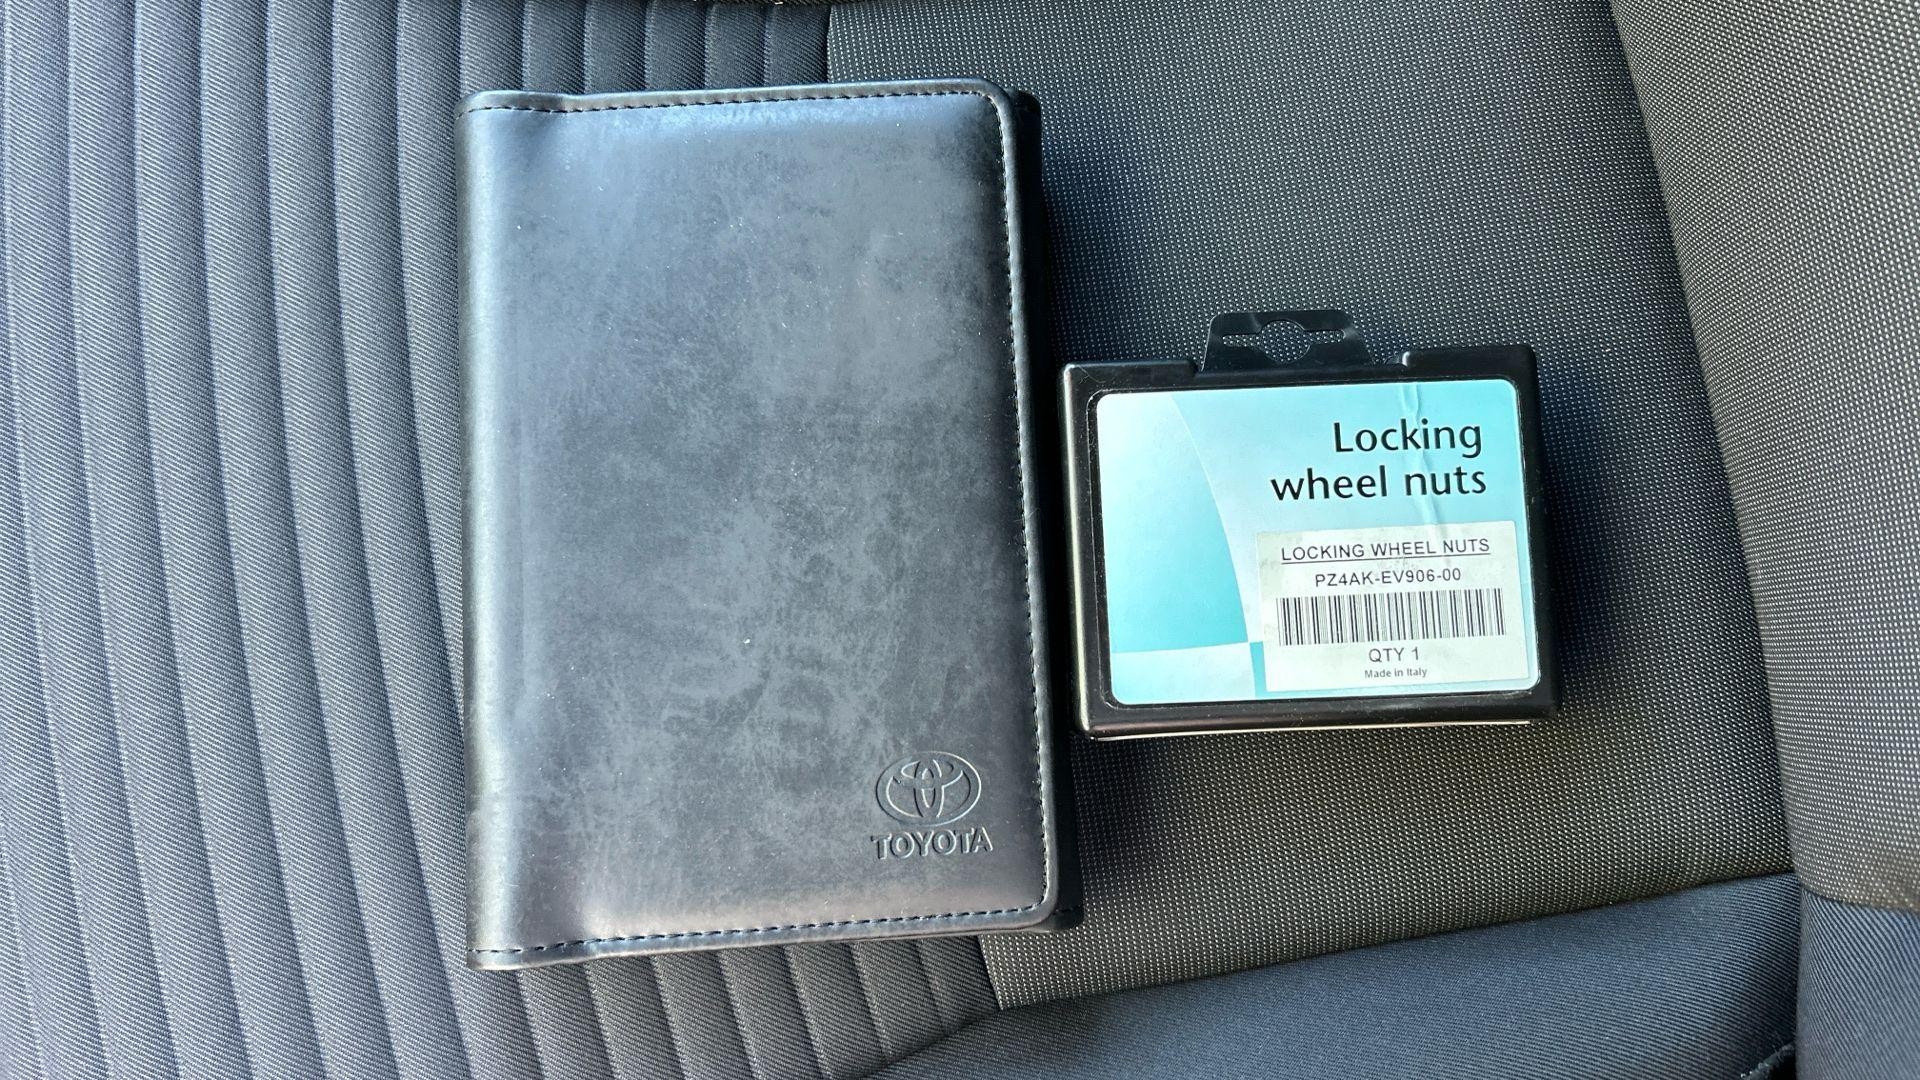 TOYOTA
Locking
wheel nuts
LOCKING WHEEL NUTS
PZ4AK-EV906-00
QTY 1
Made in Italy